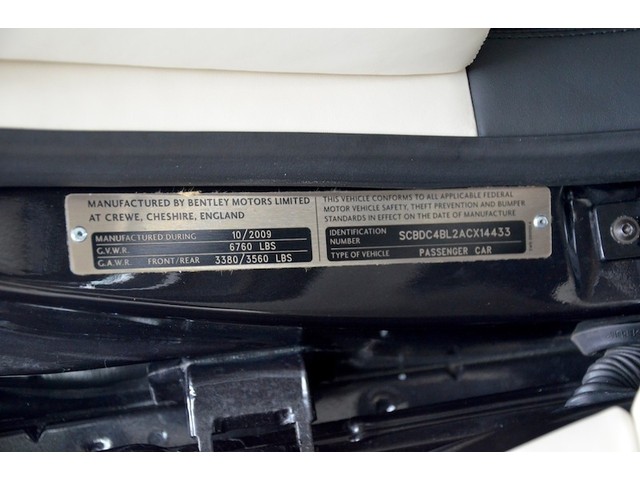 MANUFACTURED BY BENTLEY MOTORS LIMITED
AT CREWE, CHESHIRE, ENGLAND
MANUFACTURED DURING 10/2009
G.V.W.R. 6760 LBS
G.A.W.R. FRONT/REAR 3380/3560 LBS
THIS VEHICLE CONFORMS TO ALL APPLICABLE FEDERAL
MOTOR VEHICLE SAFETY, THEFT PREVENTION AND BUMPER
STANDARDS IN EFFECT ON THE DATE OF MANUFACTURE
IDENTIFICATION
NUMBER SCBDC4BL2ACX14433
TYPE OF VEHICLE PASSENGER CAR